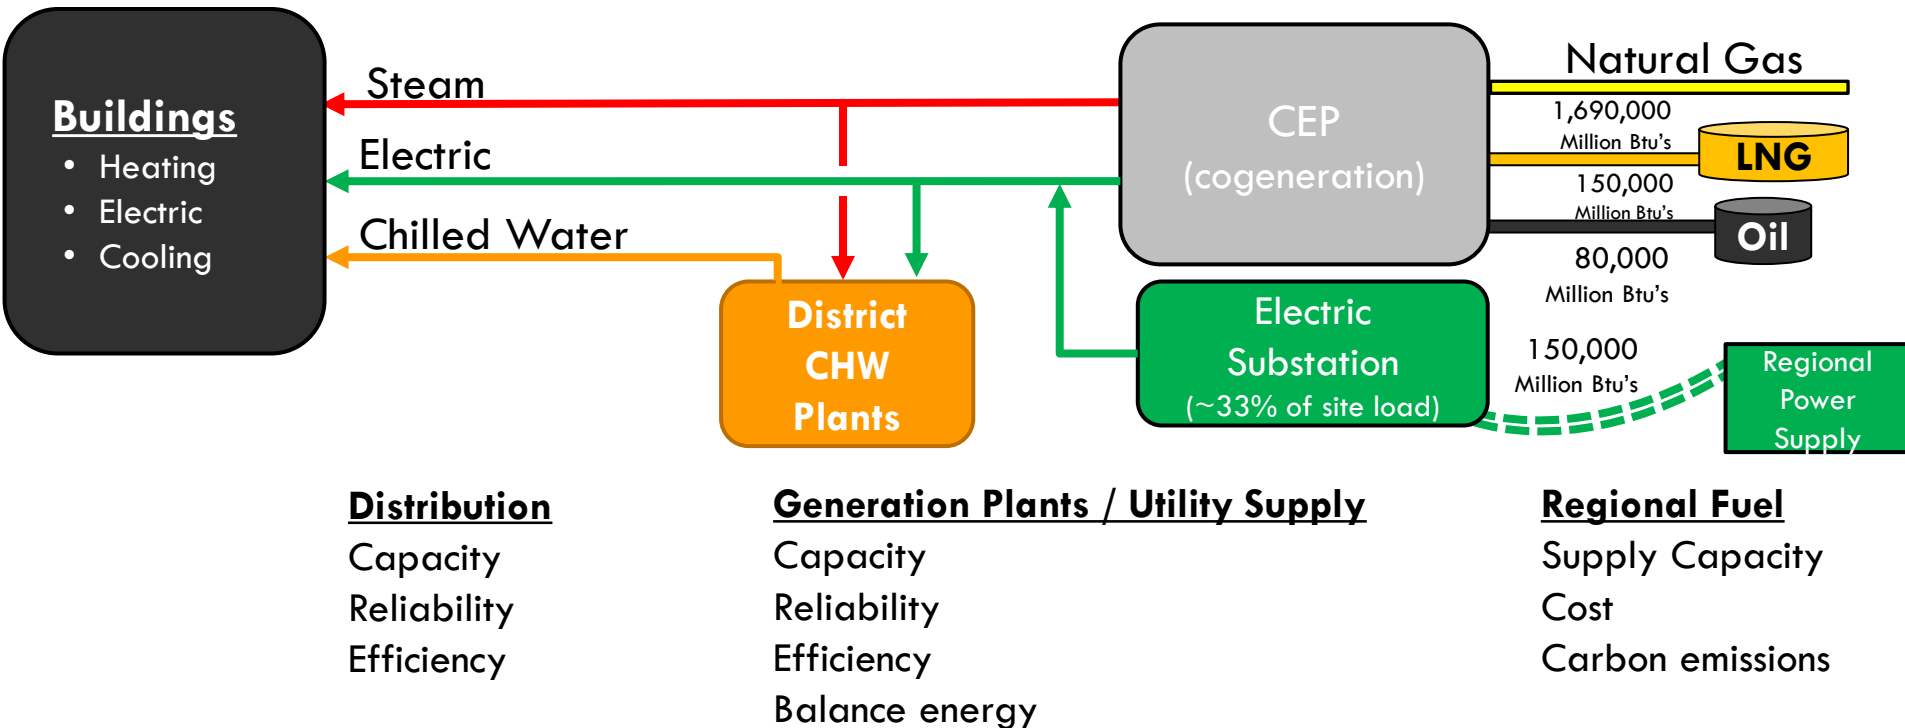 Buildings
• Heating
• Electric
• Cooling
Steam
Electric
Chilled Water
District
CHW
Plants
CEP
(cogeneration)
Electric
Substation
(~33% of site load)
Natural Gas
1,690,000
Million Btu's
LNG
150,000
Million Btu's
Oil
80,000
Million Btu's
150,000
Million Btu's
Regional
Power
Supply
Distribution
Capacity
Reliability
Efficiency
Generation Plants / Utility Supply
Capacity
Reliability
Efficiency
Balance energy
Regional Fuel
Supply Capacity
Cost
Carbon emissions